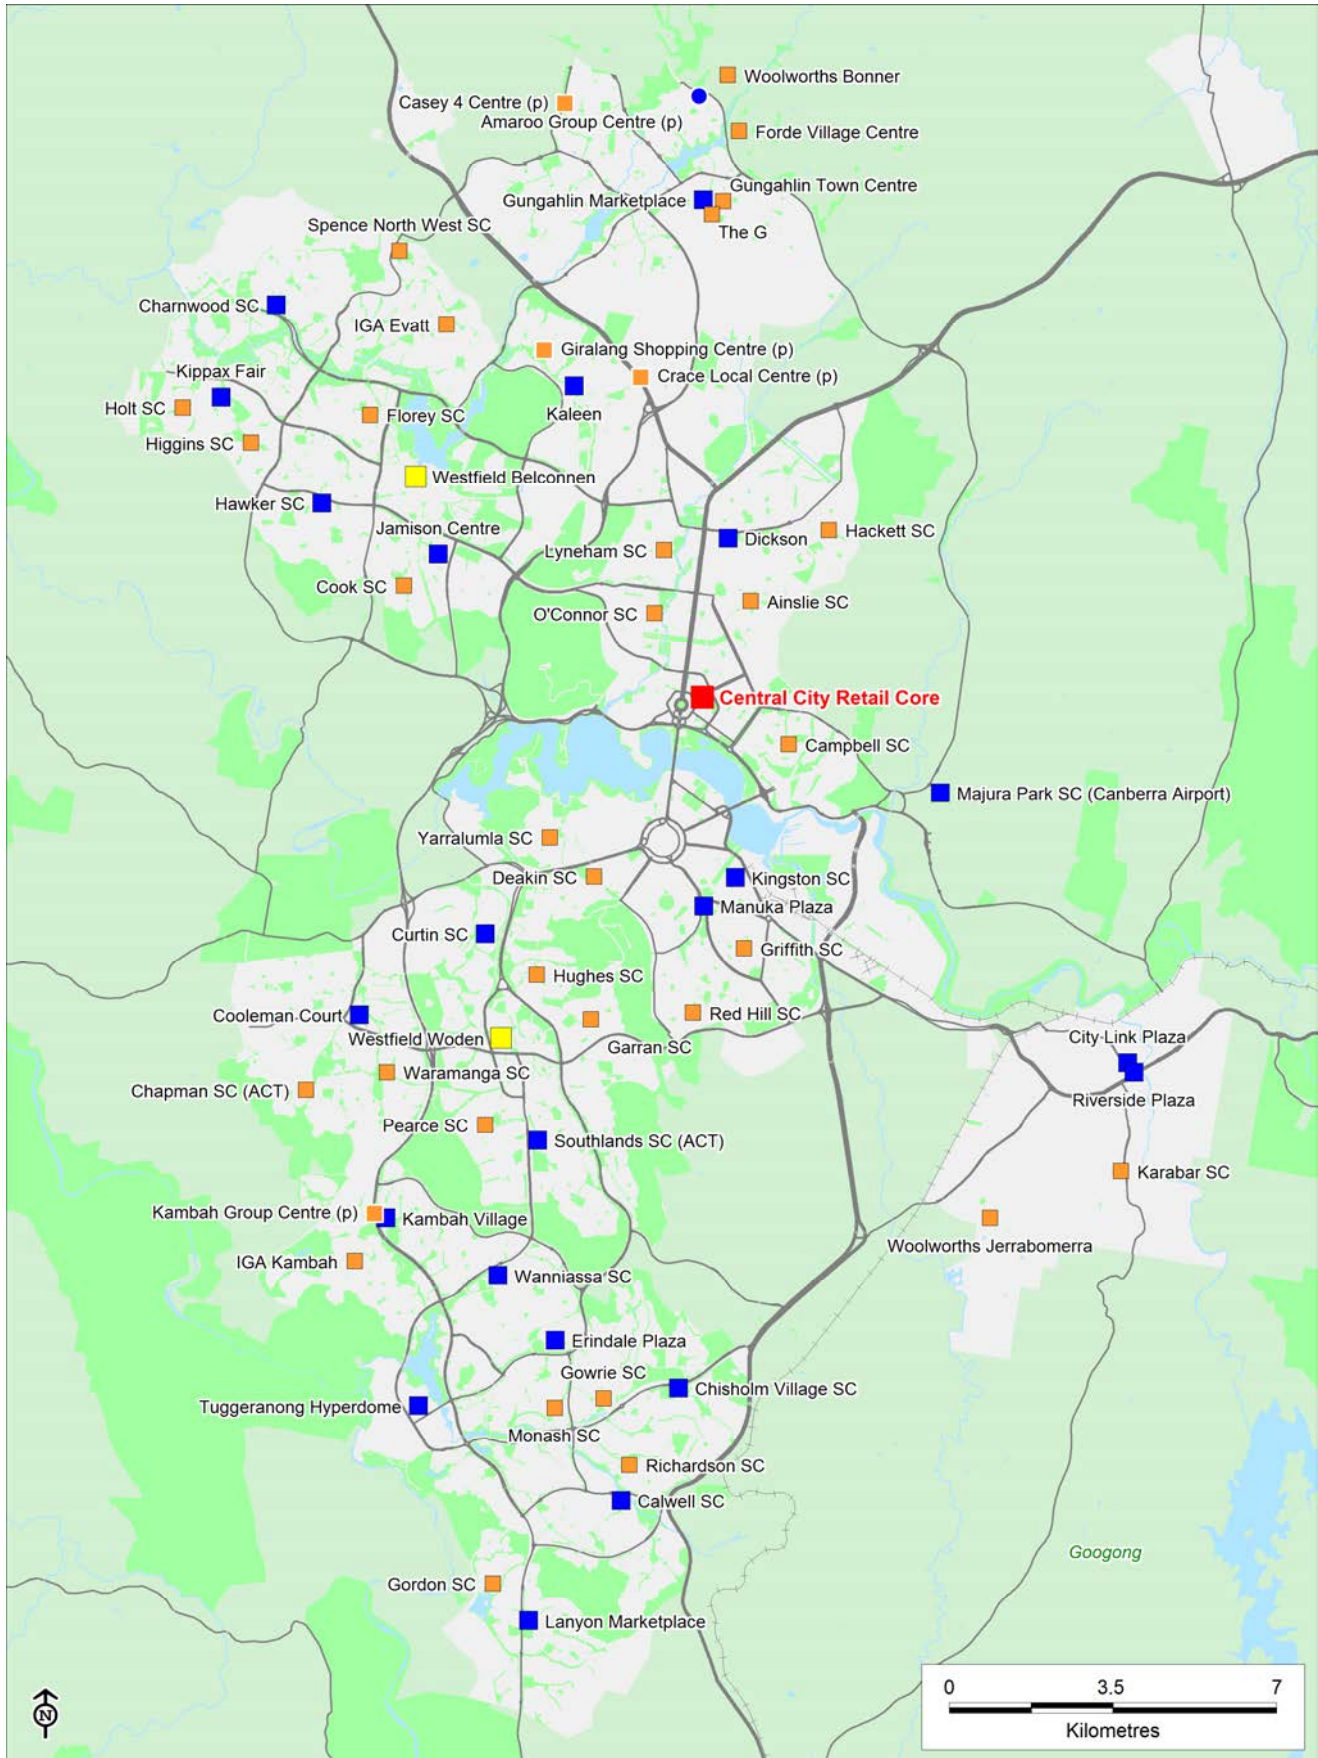 Woolworths Bonner
Casey 4 Centre (p)
Amaroo Group Centre (p)
Forde Village Centre
Gungahlin Town Centre
Gungahlin Marketplace
The G
Spence North West SC
Charnwood SC
IGA Evatt
Giralang Shopping Centre (p)
Kippax Fair
Crace Local Centre (p)
Holt SC
Florey SC
Kaleen
Higgins SC
Westfield Belconnen
Hawker SC
Jamison Centre
Hackett SC
Dickson
Lyneham SC
Cook SC
Ainslie SC
O'Connor SC
Central City Retail Core
Campbell SC
Majura Park SC (Canberra Airport)
Yarralumla SC
Deakin SC
Kingston SC
Manuka Plaza
Curtin SC
Griffith SC
Hughes SC
Cooleman Court
Red Hill SC
Westfield Woden
Garran SC
City Link Plaza
Waramanga SC
Chapman SC (ACT)
Riverside Plaza
Pearce SC
Southlands SC (ACT)
Karabar SC
Kambah Group Centre (p)
Kambah Village
Woolworths Jerrabomerra
IGA Kambah
Wanniassa SC
Erindale Plaza
Gowrie SC
Chisholm Village SC
Tuggeranong Hyperdome
Monash SC
Richardson SC
Calwell SC
Googong
Gordon SC
Lanyon Marketplace
0 3.5 7
Kilometres
N